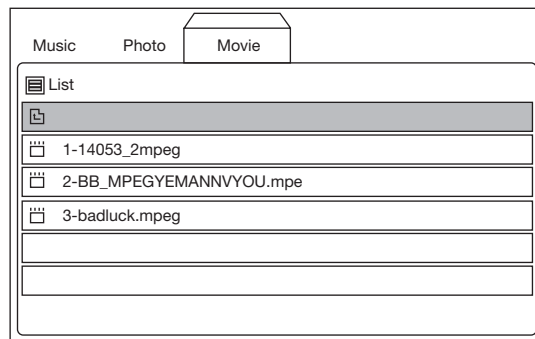 Music Photo Movie
List
1-14053_2mpeg
2-BB_MPEGYEMANNVYOU.mpe
3-badluck.mpeg